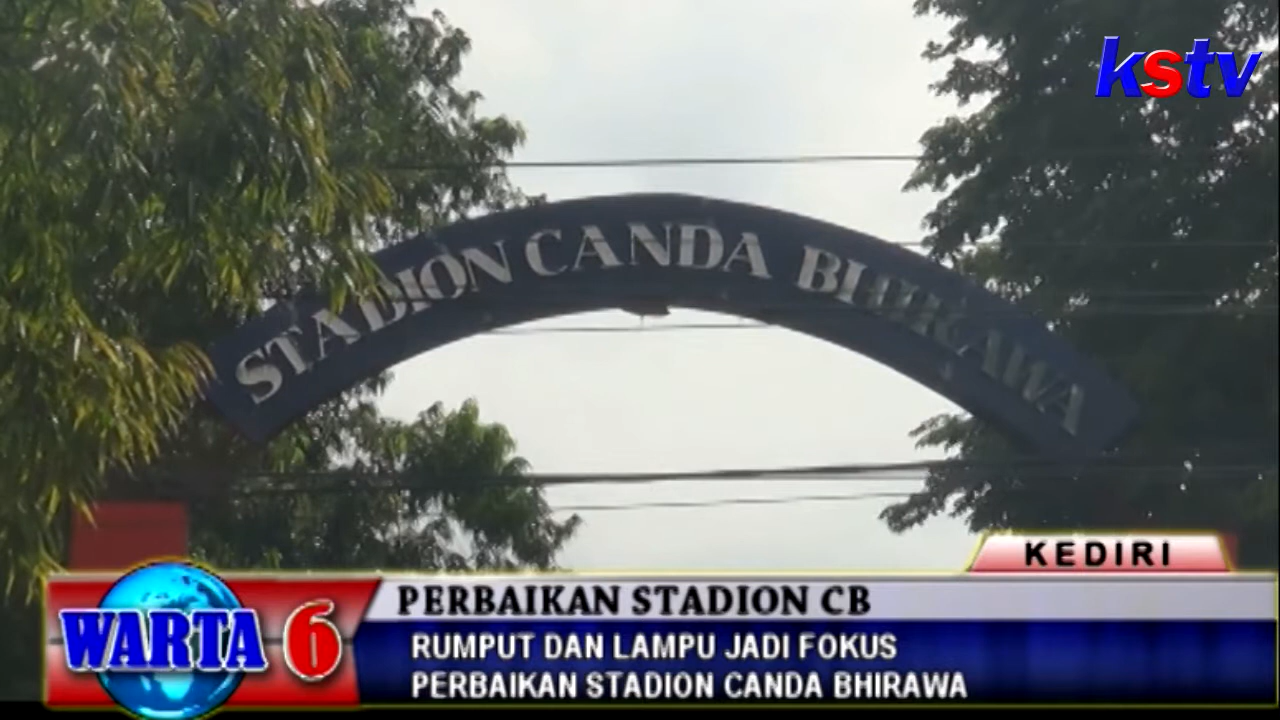 kstv
STADION CANDA BHIRAWA
KEDIRI
WARTA 6
PERBAIKAN STADION CB
RUMPUT DAN LAMPU JADI FOKUS
PERBAIKAN STADION CANDA BHIRAWA